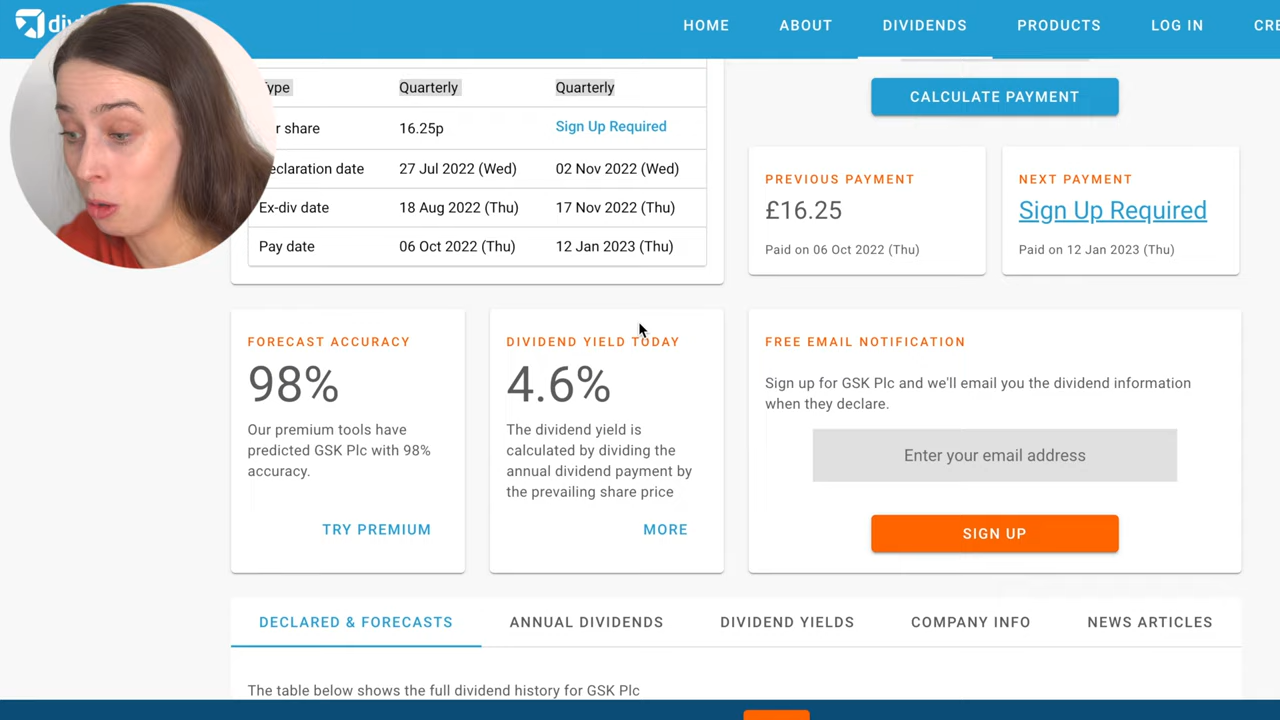 HOME ABOUT DIVIDENDS PRODUCTS LOG IN
Quarterly Quarterly
share 16.25p Sign Up Required
date 27 Jul 2022 (Wed) 02 Nov 2022 (Wed)
Ex-div date 18 Aug 2022 (Thu) 17 Nov 2022 (Thu)
Pay date 06 Oct 2022 (Thu) 12 Jan 2023 (Thu)
CALCULATE PAYMENT
PREVIOUS PAYMENT
£16.25
Paid on 06 Oct 2022 (Thu)
NEXT PAYMENT
Sign Up Required
Paid on 12 Jan 2023 (Thu)
FORECAST ACCURACY
98%
Our premium tools have
predicted GSK Plc with 98%
accuracy.
TRY PREMIUM
DIVIDEND YIELD TODAY
4.6%
The dividend yield is
calculated by dividing the
annual dividend payment by
the prevailing share price
MORE
FREE EMAIL NOTIFICATION
Sign up for GSK Plc and we'll email you the dividend information
when they declare.
Enter your email address
SIGN UP
DECLARED & FORECASTS ANNUAL DIVIDENDS DIVIDEND YIELDS COMPANY INFO NEWS ARTICLES
The table below shows the full dividend history for GSK Plc